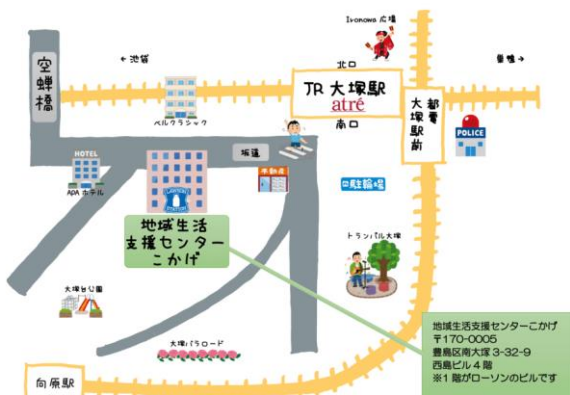 Ironowa 広場
北口
←池袋
巣鴨→
空蝉橋
JR 大塚駅
atré
都電
大塚駅前
南口
ベルクラシック
POLICE
坂道
HOTEL
APA ホテル
不動産
駐輪場
LAWSON
STATION
地域生活
支援センター
こかげ
トランパル大塚
大塚台公園
大塚バラロード
向原駅
地域生活支援センターこかげ
〒170-0005
豊島区南大塚 3-32-9
西島ビル 4 階
※1 階がローソンのビルです